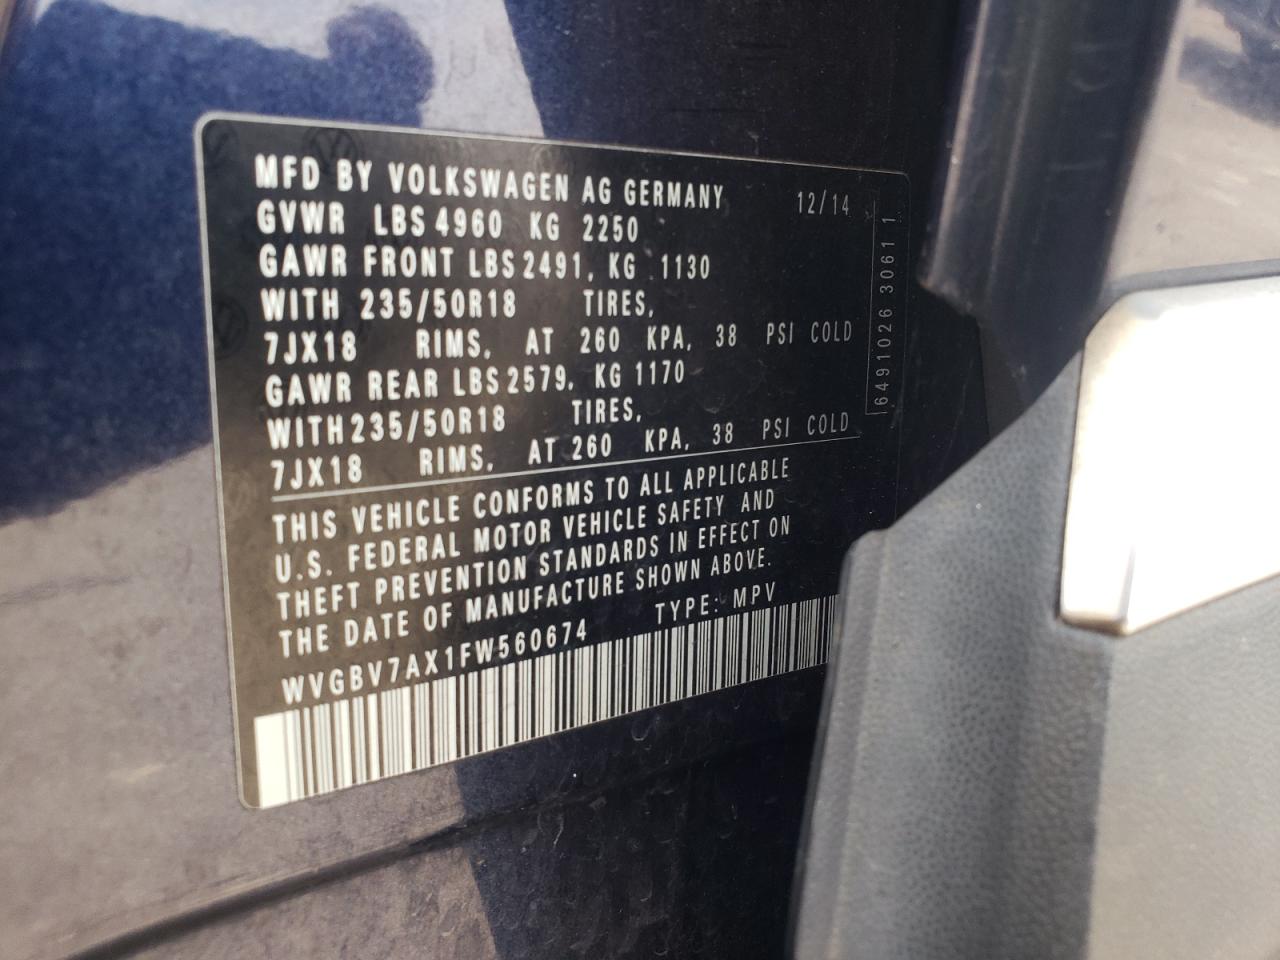 MFD BY VOLKSWAGEN AG GERMANY 12/14
GVWR LBS 4960 KG 2250
GAWR FRONT LBS 2491, KG 1130
WITH 235/50R18 TIRES,
7JX18 RIMS, AT 260 KPA, 38 PSI COLD
GAWR REAR LBS 2579, KG 1170
WITH 235/50R18 TIRES,
7JX18 RIMS, AT 260 KPA, 38 PSI COLD
THIS VEHICLE CONFORMS TO ALL APPLICABLE
U.S. FEDERAL MOTOR VEHICLE SAFETY AND
THEFT PREVENTION STANDARDS IN EFFECT ON
THE DATE OF MANUFACTURE SHOWN ABOVE.
WVGBV7AX1FW560674 TYPE: MPV
6491026 3061 1